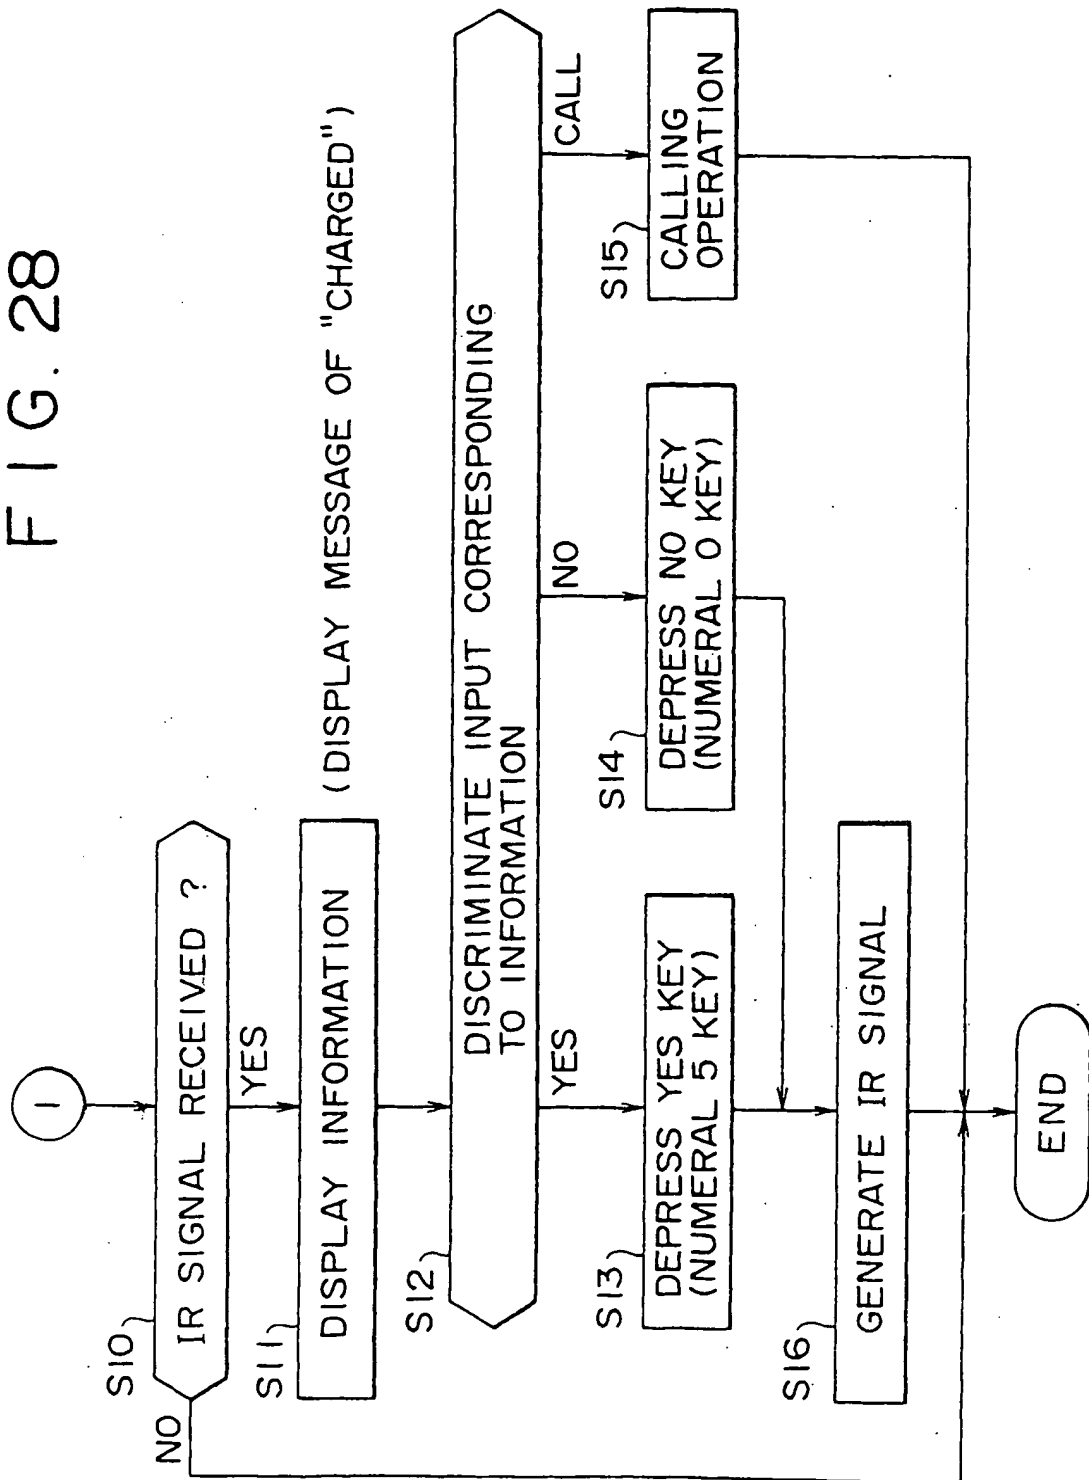 FIG. 28
1
S10
IR SIGNAL RECEIVED ?
NO
YES
S11
DISPLAY INFORMATION
(DISPLAY MESSAGE OF "CHARGED")
S12
DISCRIMINATE INPUT CORRESPONDING
TO INFORMATION
YES
NO
CALL
S13
DEPRESS YES KEY
(NUMERAL 5 KEY)
S14
DEPRESS NO KEY
(NUMERAL 0 KEY)
S15
CALLING
OPERATION
S16
GENERATE IR SIGNAL
END